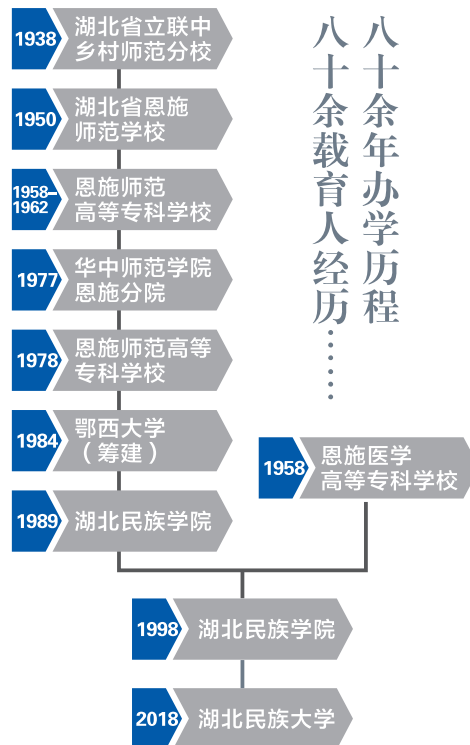 八十余年办学历程
八十余载育人经历……
1938
湖北省立联中
乡村师范分校
1950
湖北省恩施
师范学校
1958–
1962
恩施师范
高等专科学校
1977
华中师范学院
恩施分院
1978
恩施师范高等
专科学校
1984
鄂西大学
（筹建）
1989
湖北民族学院
1958
恩施医学
高等专科学校
1998
湖北民族学院
2018
湖北民族大学